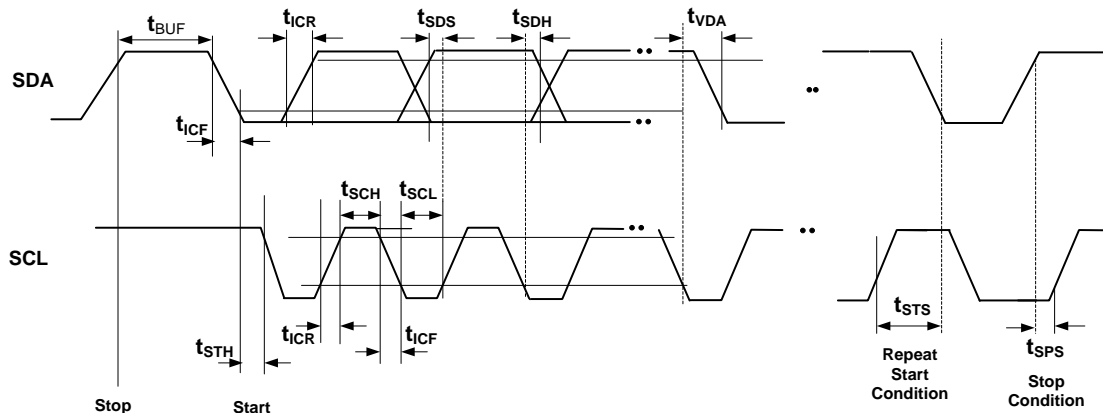 tBUF
tICR
tSDS
tSDH
tVDA
SDA
tICF
tSCH
tSCL
SCL
tSTH
tICR
tICF
tSTS
tSPS
Stop
Start
Repeat
Start
Condition
Stop
Condition